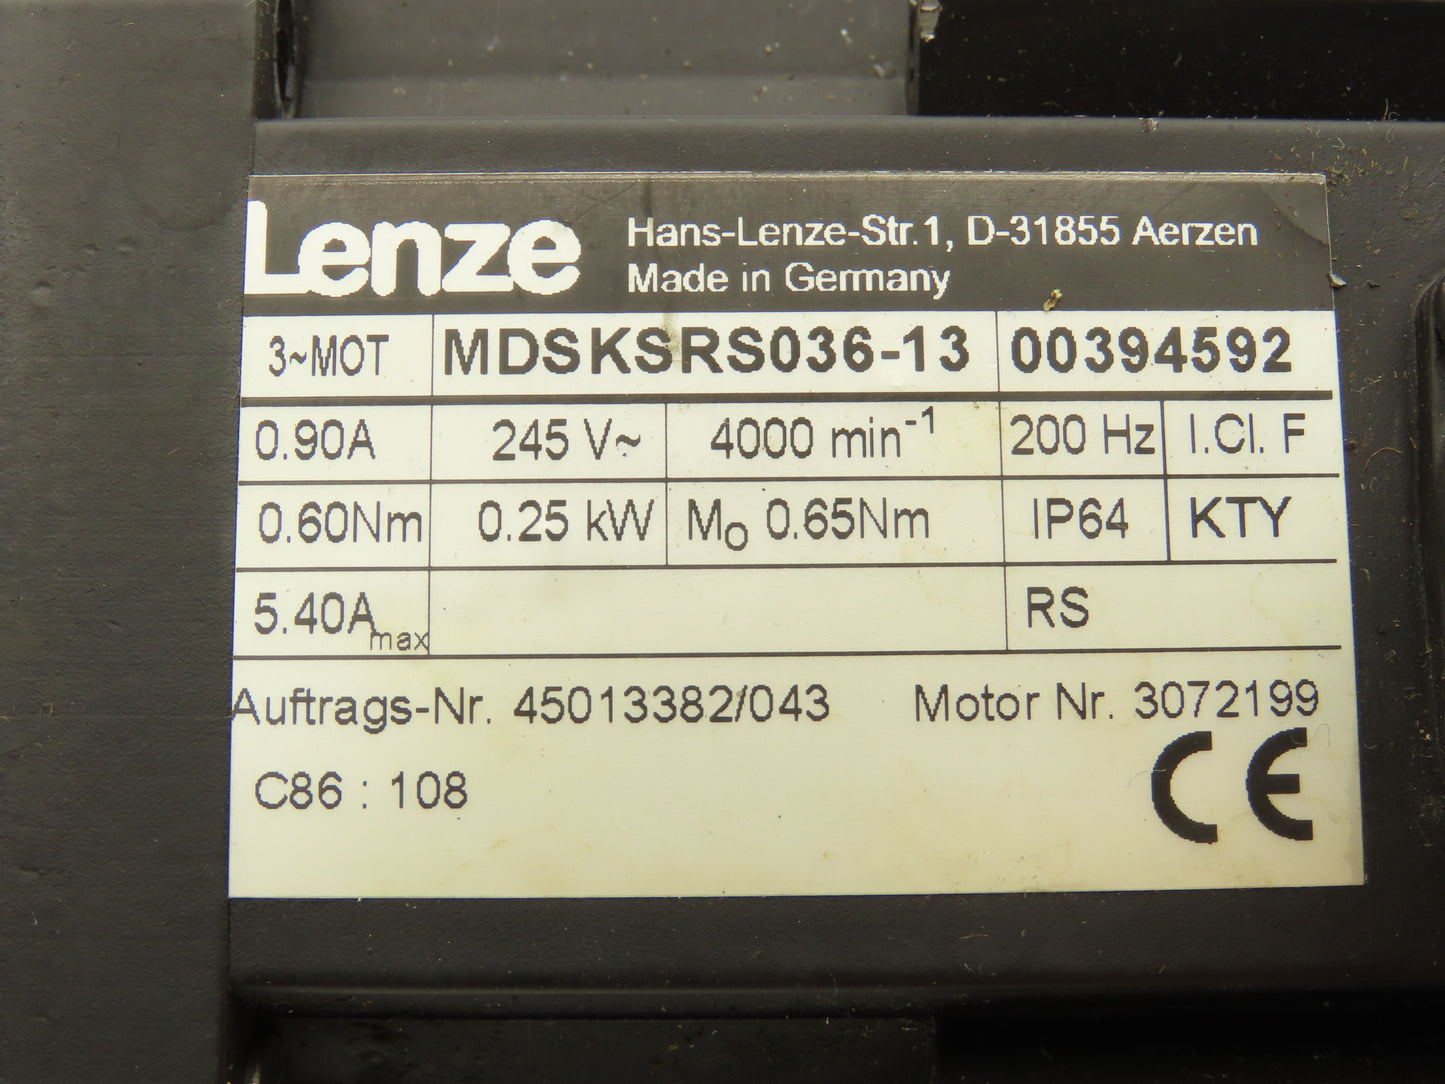 Lenze Hans-Lenze-Str.1, D-31855 Aerzen
Made in Germany
3~MOT MDSKSRS036-13 00394592
0.90A 245 V~ 4000 min-1 200 Hz I.Cl. F
0.60Nm 0.25 kW MO 0.65Nm IP64 KTY
5.40Amax RS
Auftrags-Nr. 45013382/043 Motor Nr. 3072199
C86 : 108 CE